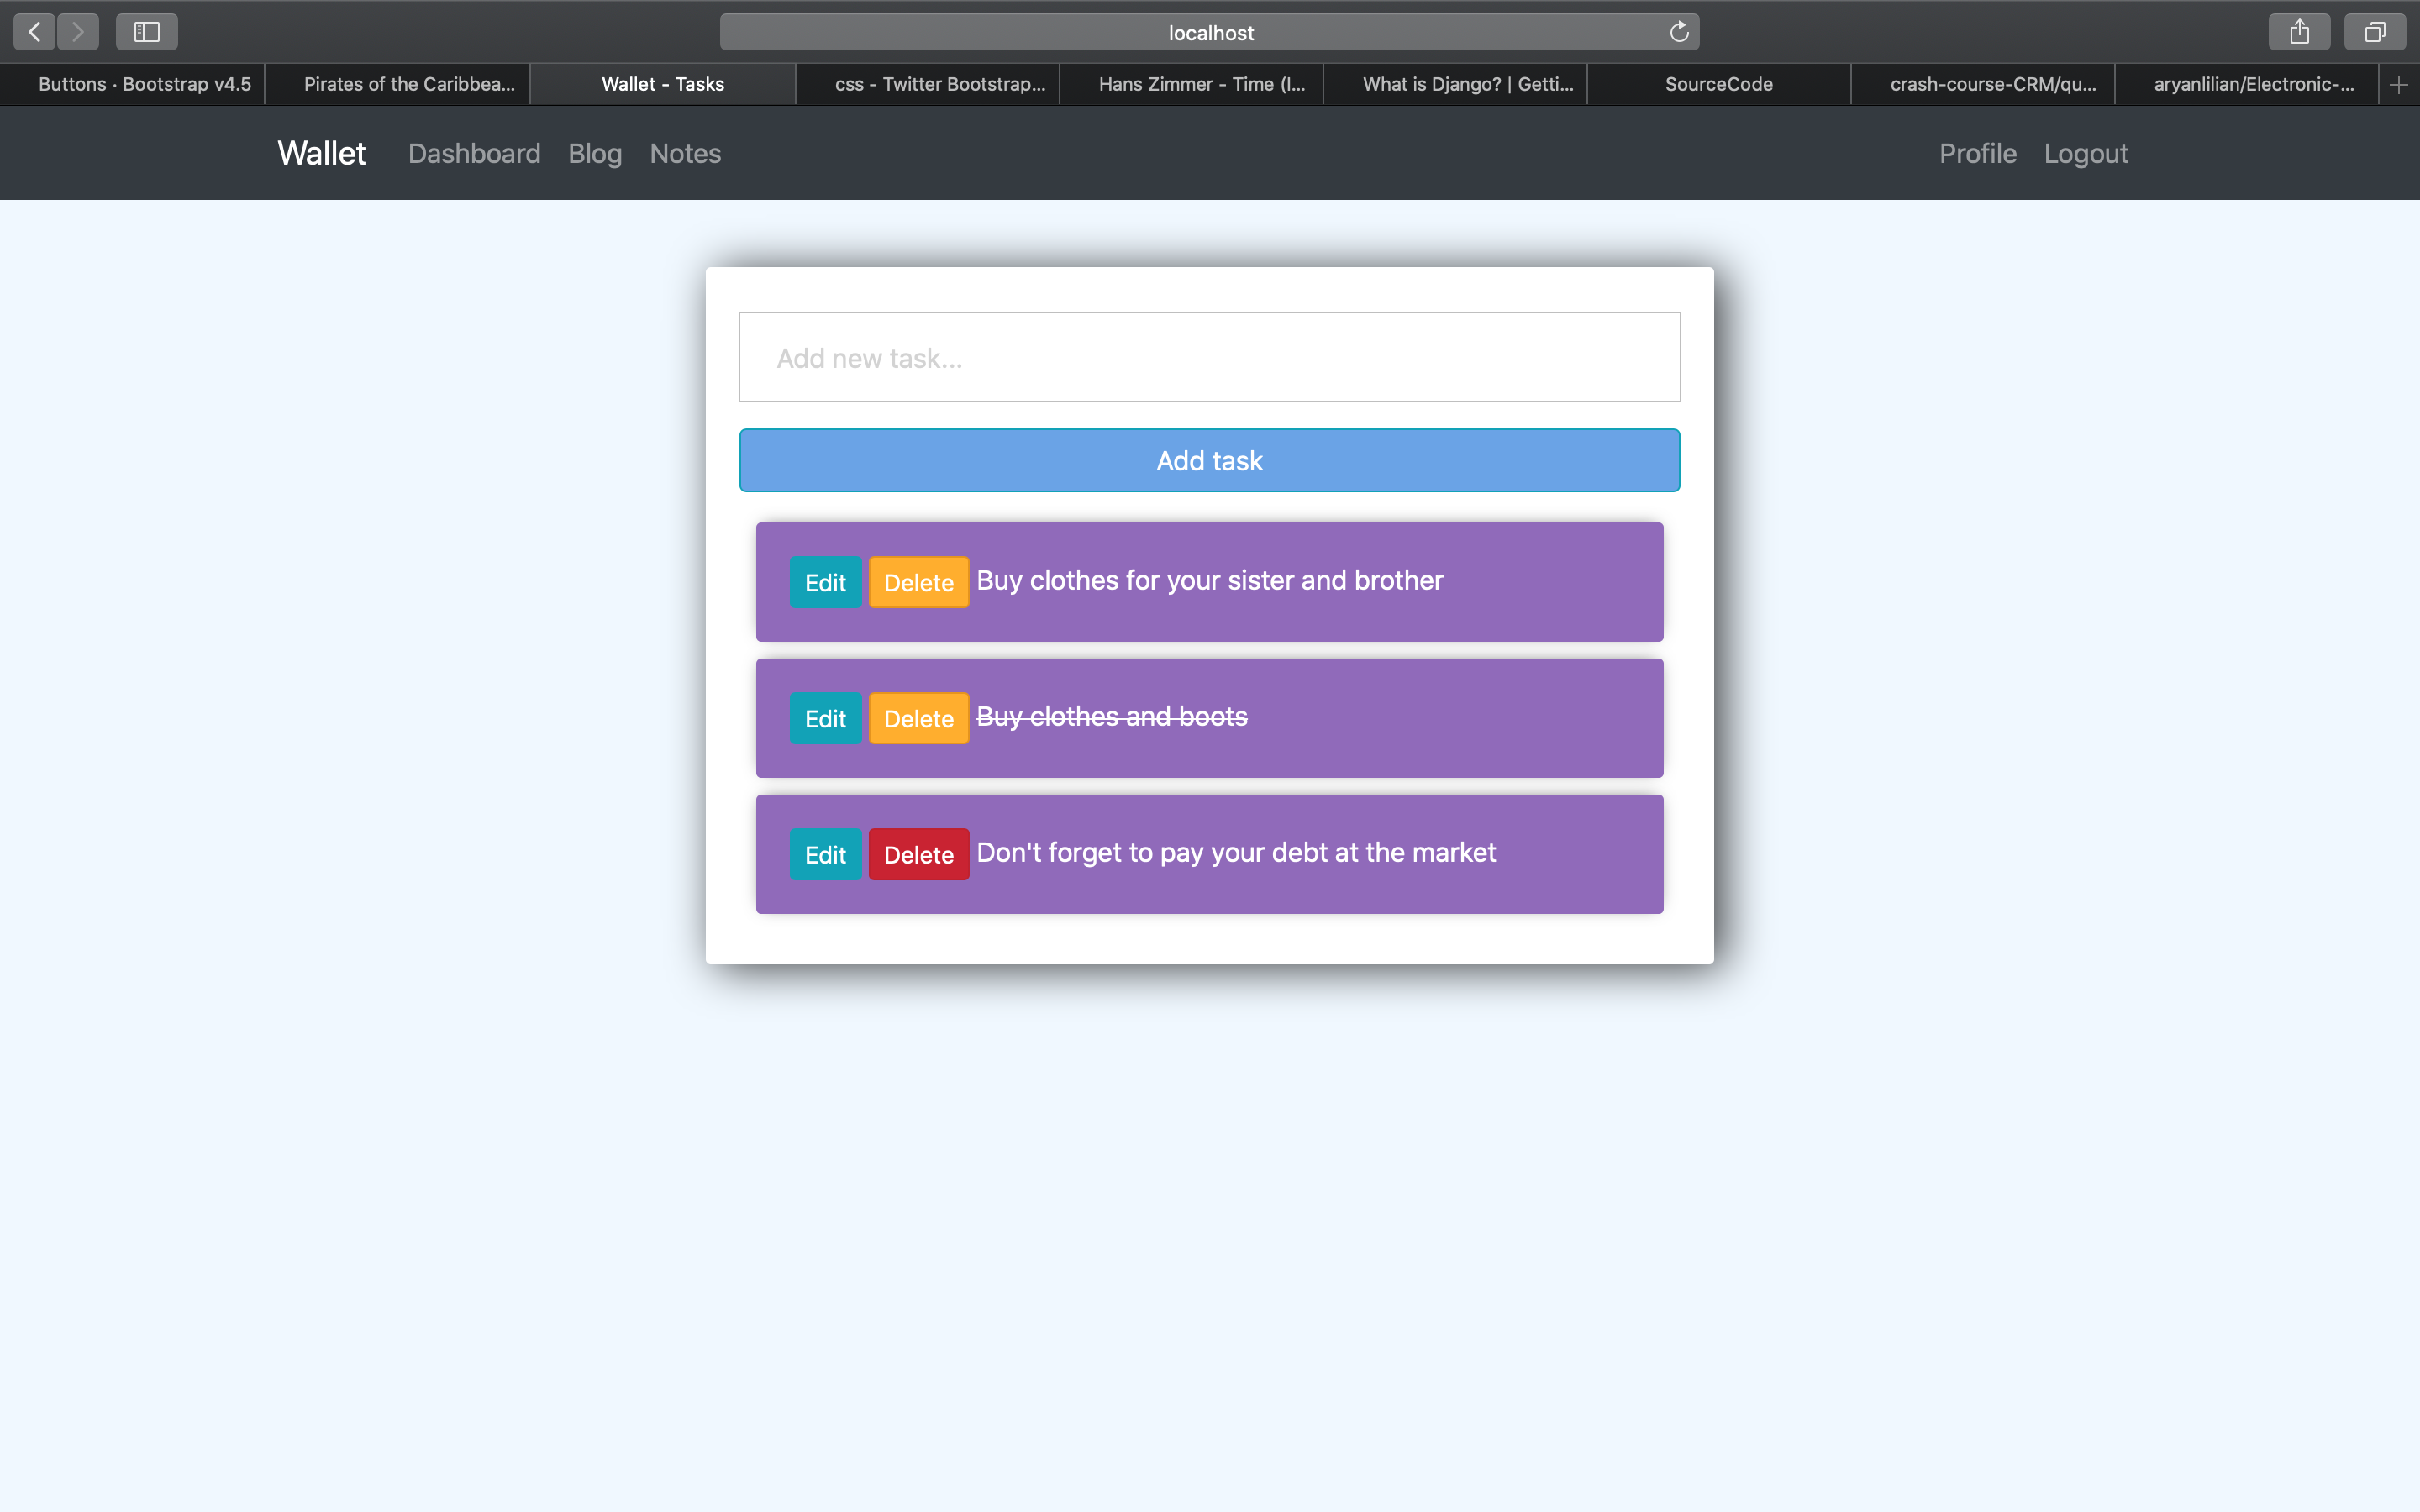 localhost
Buttons · Bootstrap v4.5
Pirates of the Caribbea...
Wallet - Tasks
css - Twitter Bootstrap...
Hans Zimmer - Time (I...
What is Django? | Getti...
SourceCode
crash-course-CRM/qu...
aryanlilian/Electronic-...
Wallet Dashboard Blog Notes Profile Logout
Add new task...
Add task
Edit Delete Buy clothes for your sister and brother
Edit Delete Buy clothes and boots
Edit Delete Don't forget to pay your debt at the market